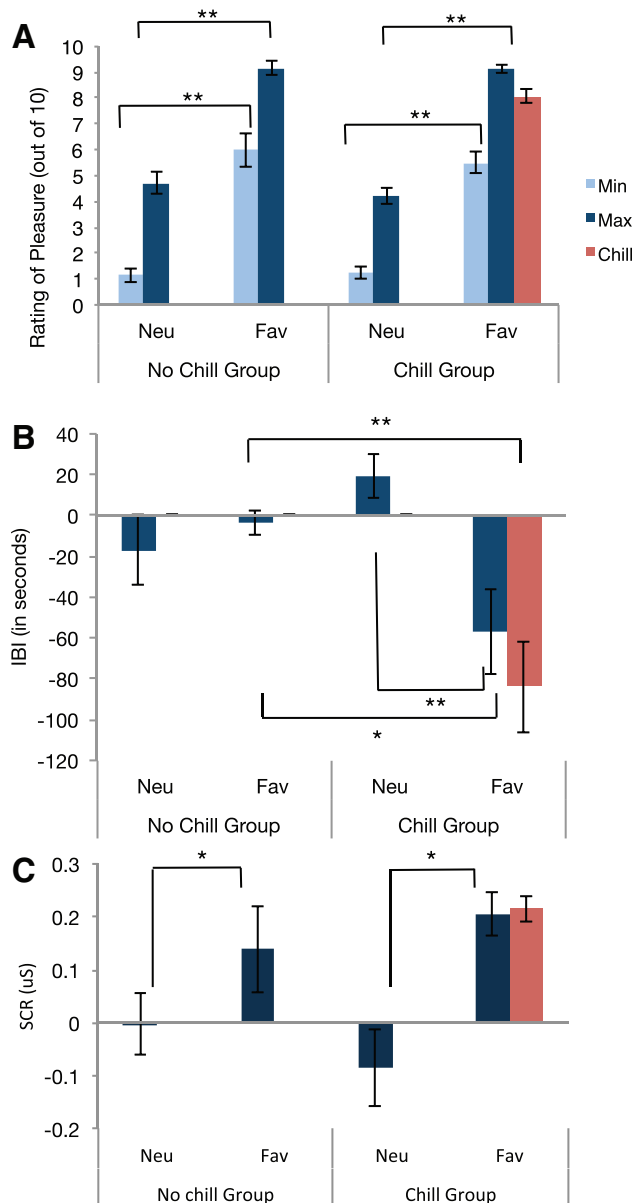 A
**
**
**
**
Rating of Pleasure (out of 10)
10
9
8
7
6
5
4
3
2
1
0
Min
Max
Chill
Neu Fav Neu Fav
No Chill Group Chill Group
B
**
IBI (in seconds)
40
20
0
-20
-40
-60
-80
-100
-120
**
*
Neu Fav Neu Fav
No Chill Group Chill Group
C
*
*
SCR (uS)
0.3
0.2
0.1
0
-0.1
-0.2
Neu Fav Neu Fav
No chill Group Chill Group